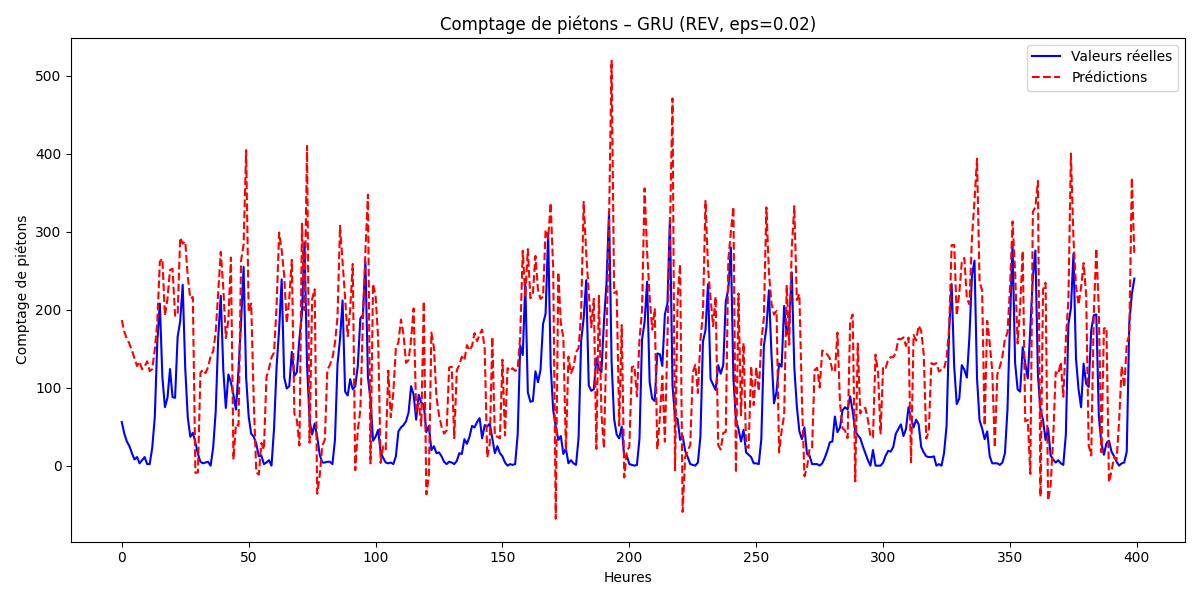 Comptage de piétons – GRU (REV, eps=0.02)
Valeurs réelles
Prédictions
Comptage de piétons
500
400
300
200
100
0
0 50 100 150 200 250 300 350 400
Heures